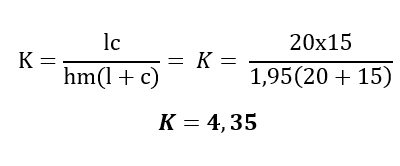 K = lc / hm(l + c) = K = 20x15 / 1,95(20 + 15)
K = 4,35